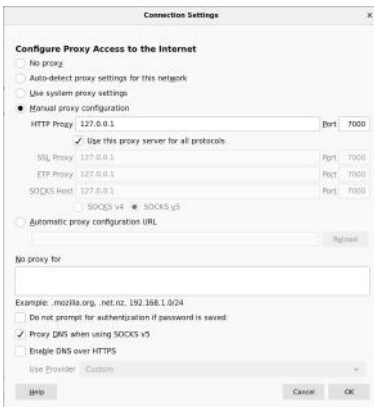 Connection Settings
Configure Proxy Access to the Internet
No proxy
Auto-detect proxy settings for this network
Use system proxy settings
Manual proxy configuration
HTTP Proxy 127.0.0.1 Port 7000
Use this proxy server for all protocols
SSL Proxy 127.0.0.1 Port 7000
FTP Proxy 127.0.0.1 Port 7000
SOCKS Host 127.0.0.1 Port 7000
SOCKS v4 SOCKS v5
Automatic proxy configuration URL
Reload
No proxy for
Example: .mozilla.org, .net.nz, 192.168.1.0/24
Do not prompt for authentication if password is saved
Proxy DNS when using SOCKS v5
Enable DNS over HTTPS
Use Provider Custom
Help Cancel OK